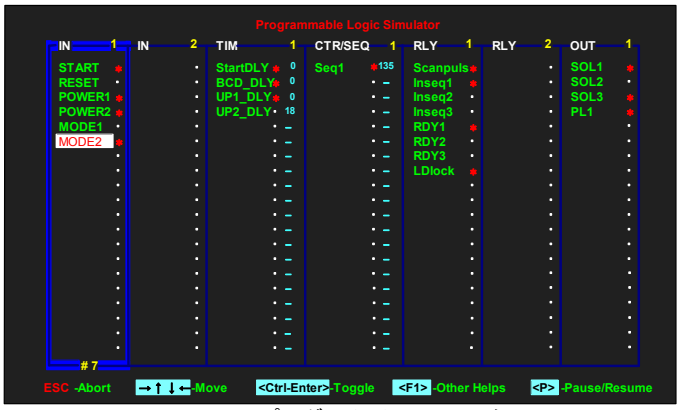 Programmable Logic Simulator
IN 1 IN 2 TIM 1 CTR/SEQ 1 RLY 1 RLY 2 OUT 1
START * StartDLY * 0 Seq1 *135 Scanpuls* SOL1 *
RESET BCD_DLY* 0 – Inseq1 * SOL2
POWER1 * UP1_DLY* 0 – Inseq2 SOL3 *
POWER2 * UP2_DLY 18 – Inseq3 PL1 *
MODE1 – – RDY1 *
MODE2 * – – RDY2
– – RDY3
– – LDlock *
# 7
ESC -Abort → ↑ ↓ ← -Move <Ctrl-Enter>-Toggle <F1> -Other Helps <P> -Pause/Resume